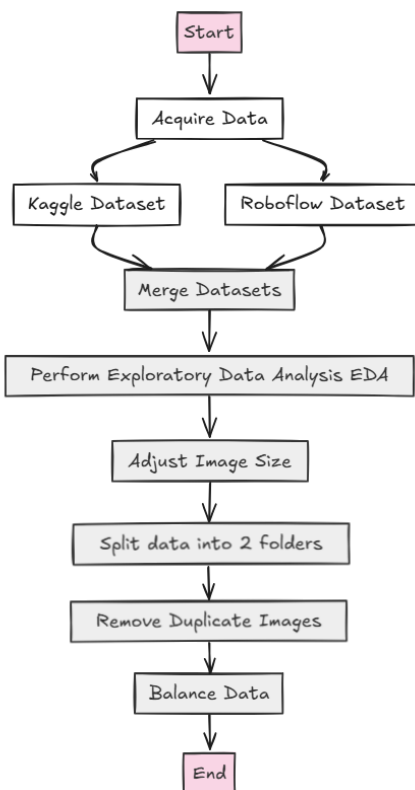 Start
Acquire Data
Kaggle Dataset
Roboflow Dataset
Merge Datasets
Perform Exploratory Data Analysis EDA
Adjust Image Size
Split data into 2 folders
Remove Duplicate Images
Balance Data
End